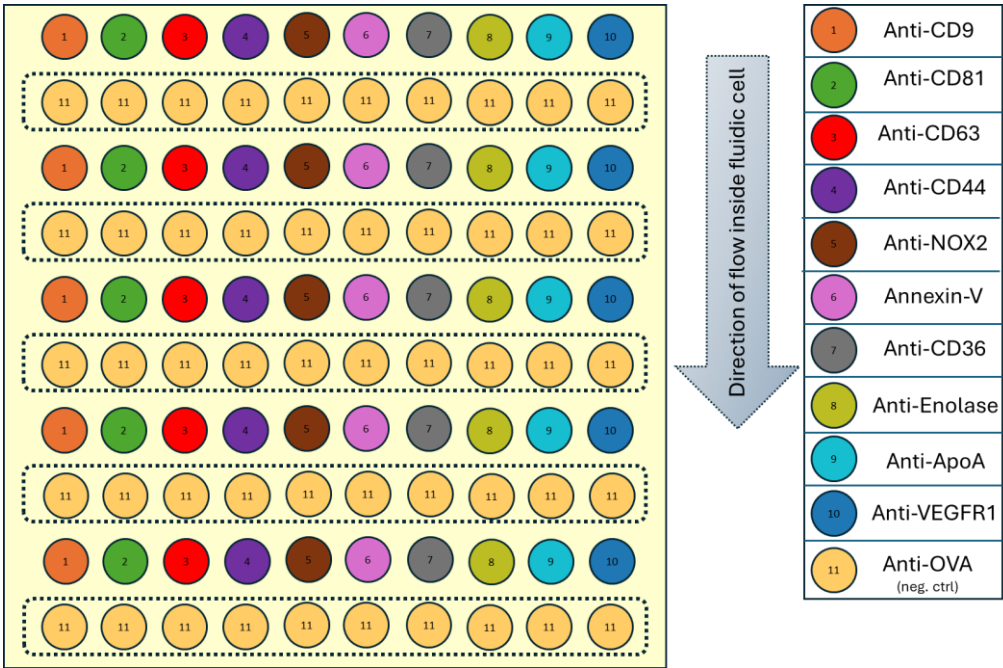 1 2 3 4 5 6 7 8 9 10
11 11 11 11 11 11 11 11 11 11
1 2 3 4 5 6 7 8 9 10
11 11 11 11 11 11 11 11 11 11
1 2 3 4 5 6 7 8 9 10
11 11 11 11 11 11 11 11 11 11
1 2 3 4 5 6 7 8 9 10
11 11 11 11 11 11 11 11 11 11
1 2 3 4 5 6 7 8 9 10
11 11 11 11 11 11 11 11 11 11
Direction of flow inside fluidic cell
1 Anti-CD9
2 Anti-CD81
3 Anti-CD63
4 Anti-CD44
5 Anti-NOX2
6 Annexin-V
7 Anti-CD36
8 Anti-Enolase
9 Anti-ApoA
10 Anti-VEGFR1
11 Anti-OVA
(neg. ctrl)